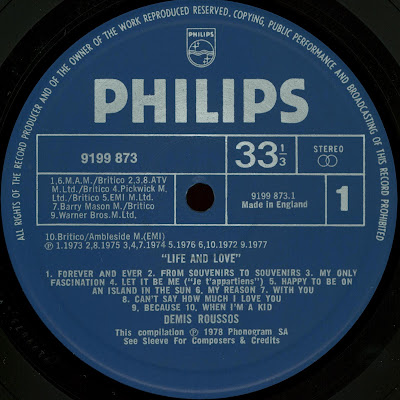 ALL RIGHTS OF THE RECORD PRODUCER AND OF THE OWNER OF THE WORK REPRODUCED RESERVED. COPYING, PUBLIC PERFORMANCE AND BROADCASTING OF THIS RECORD PROHIBITED
PHILIPS
PHILIPS
9199 873
33 1/3
STEREO
1.6.M.A.M./Britico 2.3.8.ATV
M.Ltd./Britico 4.Pickwick M.
Ltd./Britico 5.EMI M.Ltd.
7.Barry Mason M./Britico
9.Warner Bros.M.Ltd.
9199 873.1
Made in England
1
10.Britico/Ambleside M.(EMI)
Ⓟ 1.1973 2,8.1975 3,4,7.1974 5.1976 6,10.1972 9.1977
"LIFE AND LOVE"
1. FOREVER AND EVER 2. FROM SOUVENIRS TO SOUVENIRS 3. MY ONLY
FASCINATION 4. LET IT BE ME ("Je t'appartiens") 5. HAPPY TO BE ON
AN ISLAND IN THE SUN 6. MY REASON 7. WITH YOU
8. CAN'T SAY HOW MUCH I LOVE YOU
9. BECAUSE 10. WHEN I'M A KID
DEMIS ROUSSOS
This compilation Ⓟ 1978 Phonogram SA
See Sleeve For Composers & Credits